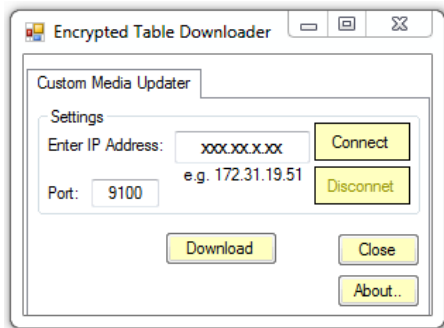 Encrypted Table Downloader
Custom Media Updater
Settings
Enter IP Address: xxx.xx.x.xx Connect
e.g. 172.31.19.51
Port: 9100 Disconnet
Download Close
About..